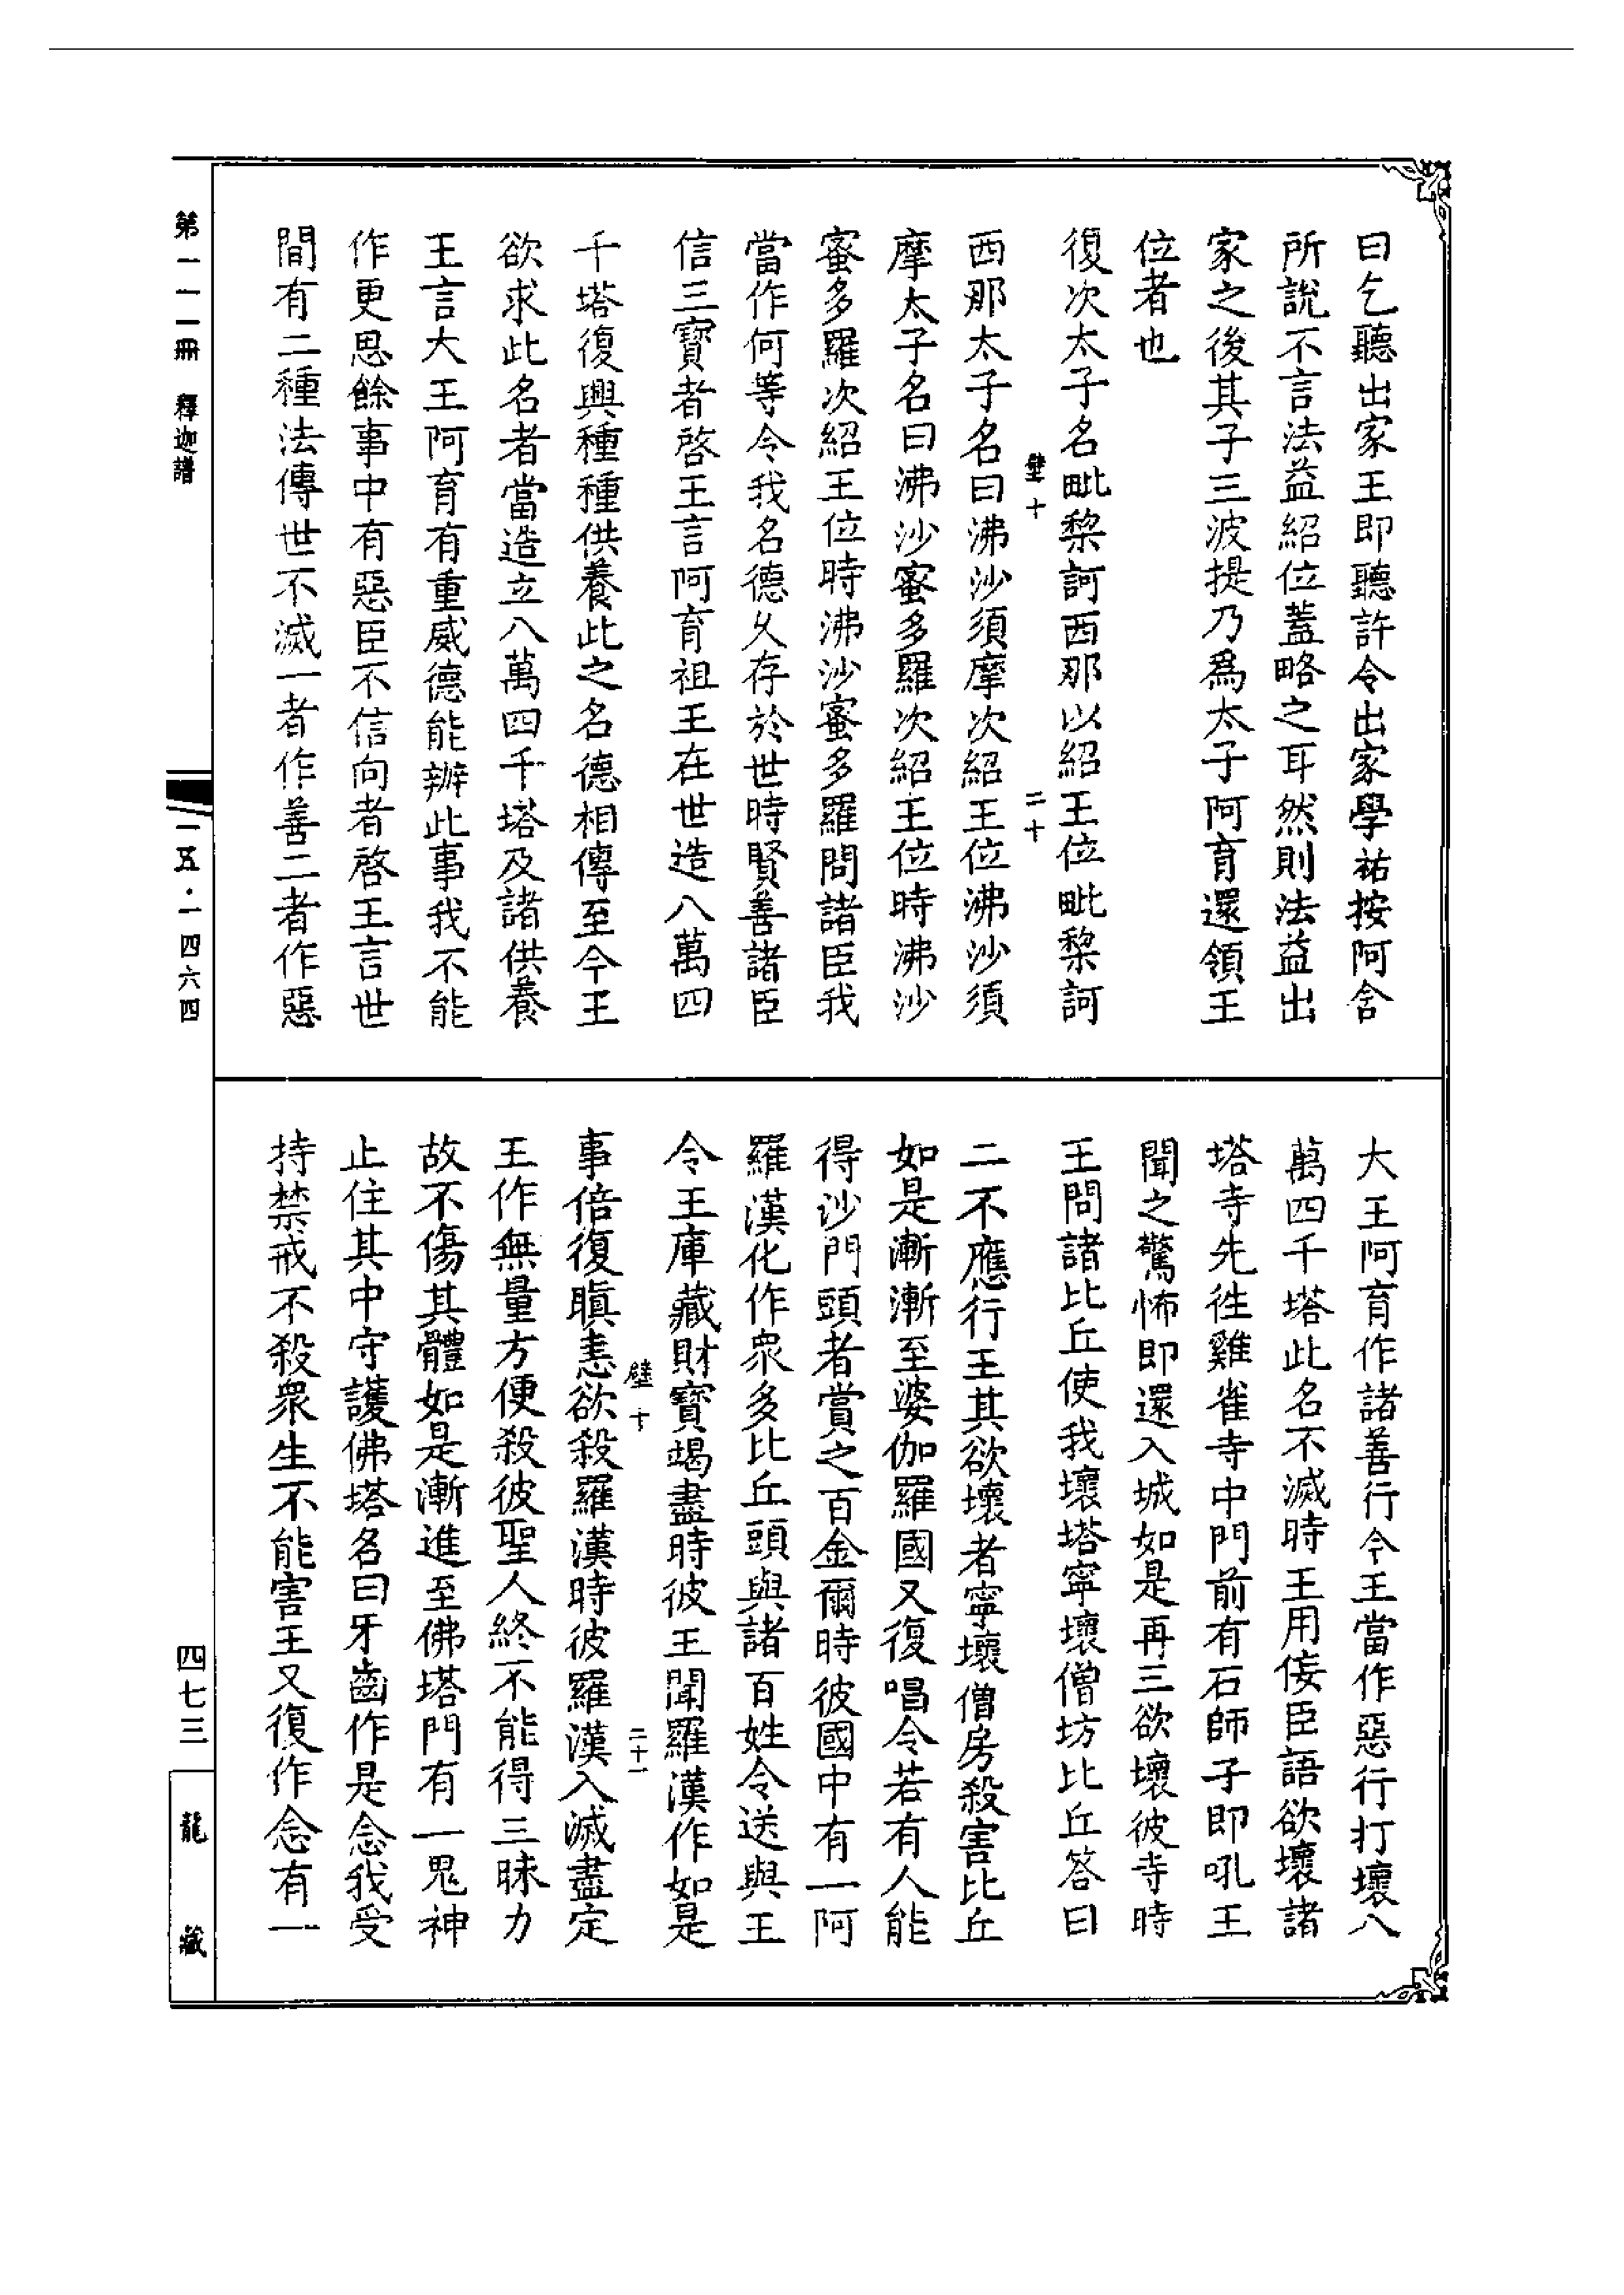 曰乞聽出家王即聽許令出家學祐按阿含
所說不言法益紹位蓋略之耳然則法益出
家之後其子三波提乃爲太子阿育還領王
位者也
復次太子名毗棃訶西那以紹王位毗棃訶
壁十
二十
西那太子名曰沸沙須摩次紹王位沸沙須
摩太子名曰沸沙蜜多羅次紹王位時沸沙
蜜多羅次紹王位時沸沙蜜多羅問諸臣我
當作何等令我名德久存於世時賢善諸臣
信三寶者啓王言阿育祖王在世造八萬四
千塔復興種種供養此之名德相傳至今王
欲求此名者當造立八萬四千塔及諸供養
王言大王阿育有重威德能辦此事我不能
作更思餘事中有惡臣不信向者啓王言世
間有二種法傳世不滅一者作善二者作惡
大王阿育作諸善行今王當作惡行打壞八
萬四千塔此名不滅時王用侫臣語欲壞諸
塔寺先徃雞雀寺中門前有石師子即吼王
聞之驚怖即還入城如是再三欲壞彼寺時
王問諸比丘使我壞塔寧壞僧坊比丘答曰
二不應行王其欲壞者寧壞僧房殺害比丘
如是漸漸至婆伽羅國又復唱令若有人能
得沙門頭者賞之百金爾時彼國中有一阿
羅漢化作衆多比丘頭與諸百姓令送與王
令王庫藏財寶竭盡時彼王聞羅漢作如是
壁十
二十一
事倍復瞋恚欲殺羅漢時彼羅漢入滅盡定
王作無量方便殺彼聖人終不能得三昧力
故不傷其體如是漸進至佛塔門有一鬼神
止住其中守護佛塔名曰牙齒作是念我受
持禁戒不殺衆生不能害王又復作念有一
第一一一冊 釋迦譜
一五·一四六四
四七三
龍藏